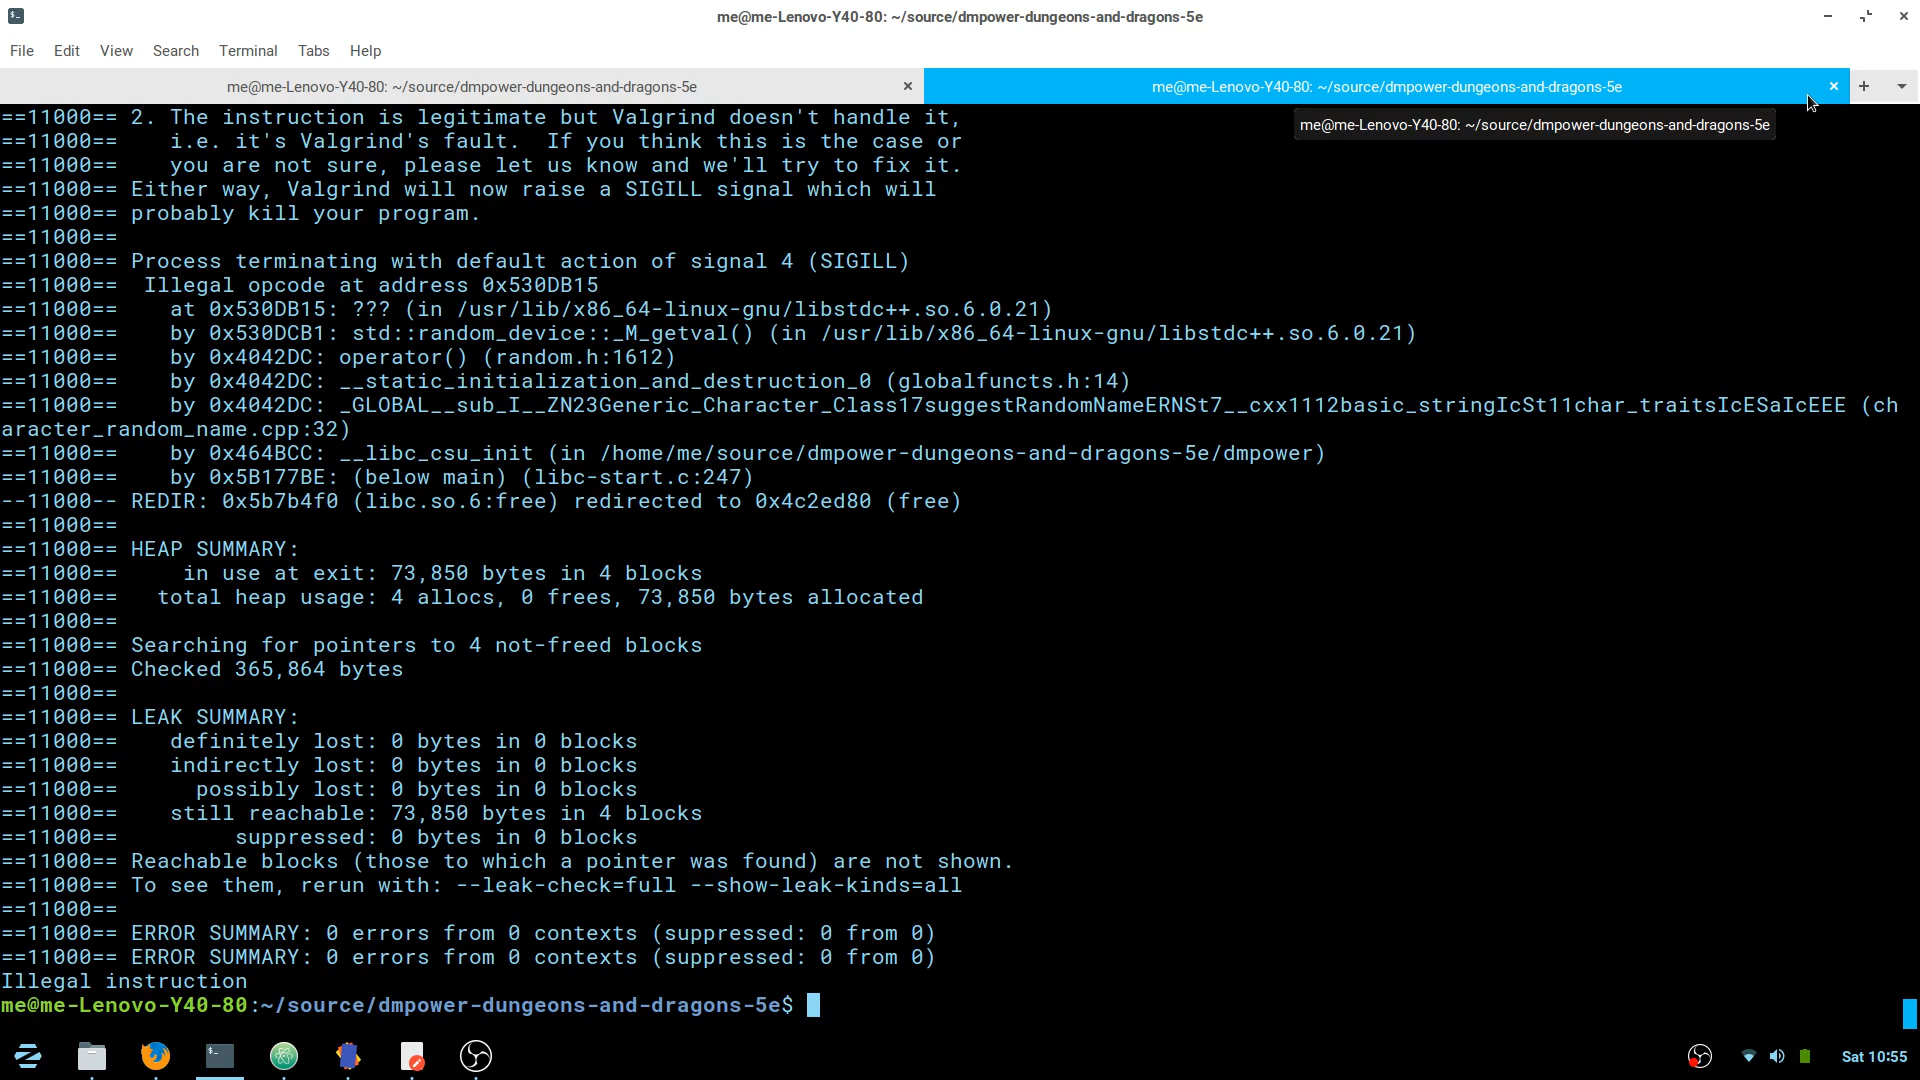 me@me-Lenovo-Y40-80: ~/source/dmpower-dungeons-and-dragons-5e
File Edit View Search Terminal Tabs Help
me@me-Lenovo-Y40-80: ~/source/dmpower-dungeons-and-dragons-5e
me@me-Lenovo-Y40-80: ~/source/dmpower-dungeons-and-dragons-5e
me@me-Lenovo-Y40-80: ~/source/dmpower-dungeons-and-dragons-5e
==11000== 2. The instruction is legitimate but Valgrind doesn't handle it,
==11000==    i.e. it's Valgrind's fault.  If you think this is the case or
==11000==    you are not sure, please let us know and we'll try to fix it.
==11000== Either way, Valgrind will now raise a SIGILL signal which will
==11000== probably kill your program.
==11000==
==11000== Process terminating with default action of signal 4 (SIGILL)
==11000==  Illegal opcode at address 0x530DB15
==11000==    at 0x530DB15: ??? (in /usr/lib/x86_64-linux-gnu/libstdc++.so.6.0.21)
==11000==    by 0x530DCB1: std::random_device::_M_getval() (in /usr/lib/x86_64-linux-gnu/libstdc++.so.6.0.21)
==11000==    by 0x4042DC: operator() (random.h:1612)
==11000==    by 0x4042DC: __static_initialization_and_destruction_0 (globalfuncts.h:14)
==11000==    by 0x4042DC: _GLOBAL__sub_I__ZN23Generic_Character_Class17suggestRandomNameERNSt7__cxx1112basic_stringIcSt11char_traitsIcESaIcEEE (ch
aracter_random_name.cpp:32)
==11000==    by 0x464BCC: __libc_csu_init (in /home/me/source/dmpower-dungeons-and-dragons-5e/dmpower)
==11000==    by 0x5B177BE: (below main) (libc-start.c:247)
--11000-- REDIR: 0x5b7b4f0 (libc.so.6:free) redirected to 0x4c2ed80 (free)
==11000==
==11000== HEAP SUMMARY:
==11000==     in use at exit: 73,850 bytes in 4 blocks
==11000==   total heap usage: 4 allocs, 0 frees, 73,850 bytes allocated
==11000==
==11000== Searching for pointers to 4 not-freed blocks
==11000== Checked 365,864 bytes
==11000==
==11000== LEAK SUMMARY:
==11000==    definitely lost: 0 bytes in 0 blocks
==11000==    indirectly lost: 0 bytes in 0 blocks
==11000==      possibly lost: 0 bytes in 0 blocks
==11000==    still reachable: 73,850 bytes in 4 blocks
==11000==         suppressed: 0 bytes in 0 blocks
==11000== Reachable blocks (those to which a pointer was found) are not shown.
==11000== To see them, rerun with: --leak-check=full --show-leak-kinds=all
==11000==
==11000== ERROR SUMMARY: 0 errors from 0 contexts (suppressed: 0 from 0)
==11000== ERROR SUMMARY: 0 errors from 0 contexts (suppressed: 0 from 0)
Illegal instruction
me@me-Lenovo-Y40-80:~/source/dmpower-dungeons-and-dragons-5e$
Sat 10:55